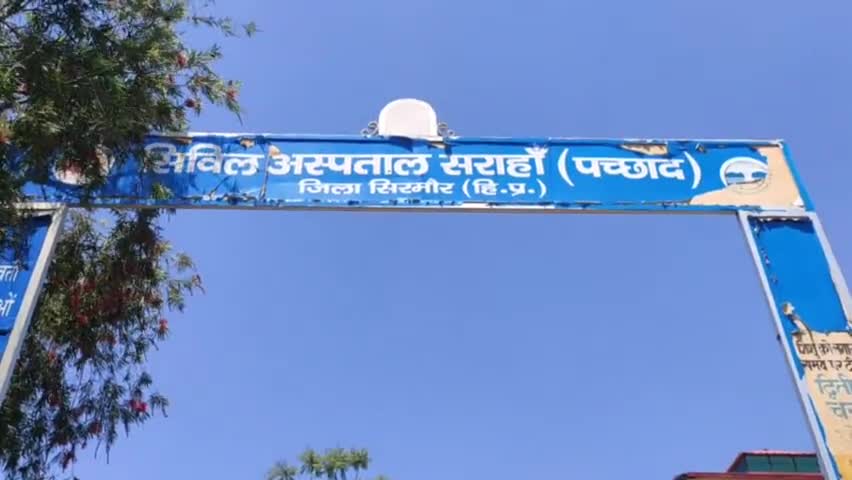 सिविल अस्पताल सराहाँ (पच्छाद)
जिला सिरमौर (हि.प्र.)